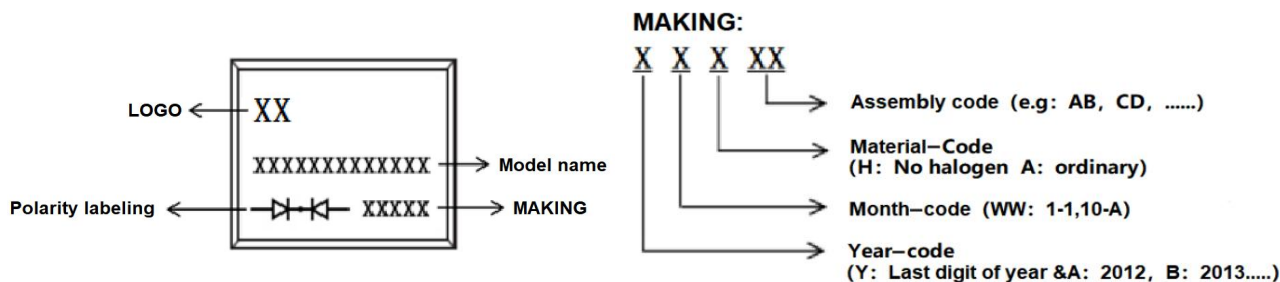 LOGO
XX
XXXXXXXXXXXXX
Model name
Polarity labeling
XXXXX
MAKING
MAKING:
X X X XX
Assembly code (e.g: AB, CD, ......)
Material-Code
(H: No halogen A: ordinary)
Month-code (WW: 1-1,10-A)
Year-code
(Y: Last digit of year &A: 2012, B: 2013.....)